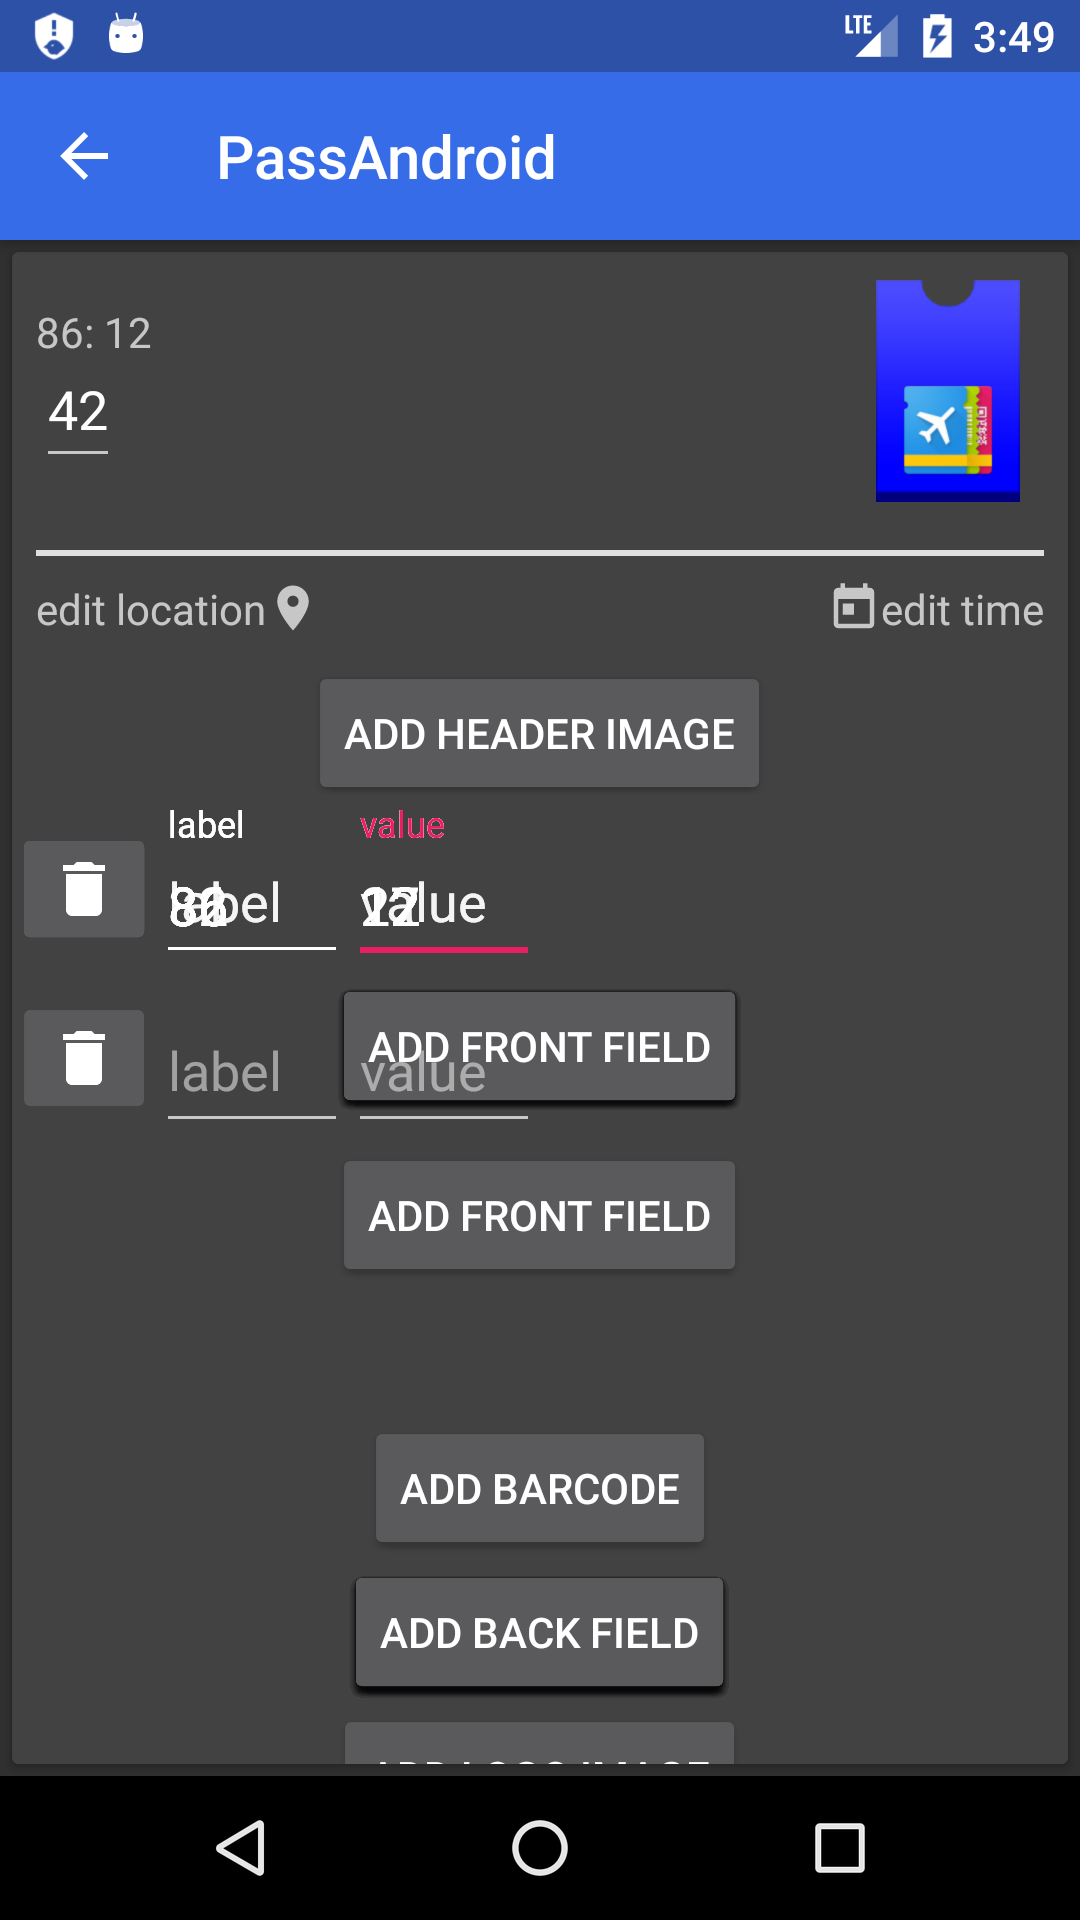 LTE 3:49
PassAndroid
86: 12
42
edit location edit time
ADD HEADER IMAGE
label value
label value
ADD FRONT FIELD
label value
ADD FRONT FIELD
ADD BARCODE
ADD BACK FIELD